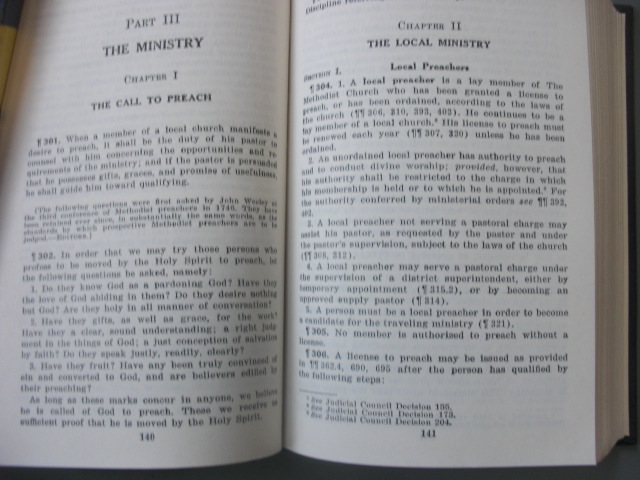 PART III
THE MINISTRY
CHAPTER I
THE CALL TO PREACH
¶ 301. When a member of a local church manifests a
desire to preach, it shall be the duty of his pastor to
counsel with him concerning the opportunities and re-
quirements of the ministry; and if the pastor is persuaded
that he possesses gifts, graces, and promise of usefulness,
he shall guide him toward qualifying.
[The following questions were first asked by John Wesley at
the third conference of Methodist preachers in 1746. They have
been retained ever since, in substantially the same words, as the
standards by which prospective Methodist preachers are to be
judged.—EDITORS.]
¶ 302. In order that we may try those persons who
profess to be moved by the Holy Spirit to preach, let
the following questions be asked, namely:
1. Do they know God as a pardoning God? Have they
the love of God abiding in them? Do they desire nothing
but God? Are they holy in all manner of conversation?
2. Have they gifts, as well as grace, for the work?
Have they a clear, sound understanding; a right judg-
ment in the things of God; a just conception of salvation
by faith? Do they speak justly, readily, clearly?
3. Have they fruit? Have any been truly convinced of
sin and converted to God, and are believers edified by
their preaching?
As long as these marks concur in anyone, we believe
he is called of God to preach. These we receive as
sufficient proof that he is moved by the Holy Spirit.
140
Discipline
CHAPTER II
THE LOCAL MINISTRY
SECTION I. Local Preachers
¶ 304. 1. A local preacher is a lay member of The
Methodist Church who has been granted a license to
preach, or has been ordained, according to the laws of
the church (¶¶ 306, 310, 393, 403). He continues to be a
lay member of a local church. His license to preach must
be renewed each year (¶¶ 307, 320) unless he has been
ordained.
2. An unordained local preacher has authority to preach
and to conduct divine worship; provided, however, that
his authority shall be restricted to the charge in which
his membership is held or to which he is appointed. For
the authority conferred by ministerial orders see ¶¶ 392,
402.
3. A local preacher not serving a pastoral charge may
assist his pastor, as requested by the pastor and under
the pastor's supervision, subject to the laws of the church
(¶¶ 308, 312).
4. A local preacher may serve a pastoral charge under
the supervision of a district superintendent, either by
temporary appointment (¶ 315.2), or by becoming an
approved supply pastor (¶ 314).
5. A person must be a local preacher in order to become
a candidate for the traveling ministry (¶ 321).
¶ 305. No member is authorized to preach without a
license.
¶ 306. A license to preach may be issued as provided
in ¶¶ 362.4, 690, 695 after the person has qualified by
the following steps:
See Judicial Council Decision 155.
See Judicial Council Decision 173.
See Judicial Council Decision 204.
141